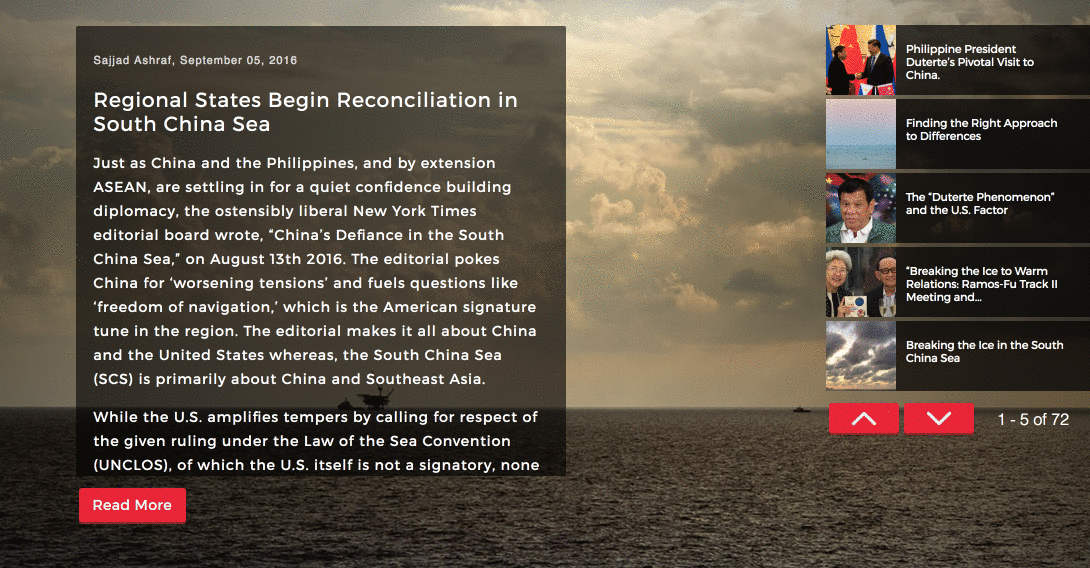 Sajjad Ashraf, September 05, 2016
Regional States Begin Reconciliation in
South China Sea
Just as China and the Philippines, and by extension
ASEAN, are settling in for a quiet confidence building
diplomacy, the ostensibly liberal New York Times
editorial board wrote, “China’s Defiance in the South
China Sea,” on August 13th 2016. The editorial pokes
China for ‘worsening tensions’ and fuels questions like
‘freedom of navigation,’ which is the American signature
tune in the region. The editorial makes it all about China
and the United States whereas, the South China Sea
(SCS) is primarily about China and Southeast Asia.
While the U.S. amplifies tempers by calling for respect of
the given ruling under the Law of the Sea Convention
(UNCLOS), of which the U.S. itself is not a signatory, none
Read More
Philippine President
Duterte’s Pivotal Visit to
China.
Finding the Right Approach
to Differences
The “Duterte Phenomenon”
and the U.S. Factor
“Breaking the Ice to Warm
Relations: Ramos-Fu Track II
Meeting and...
Breaking the Ice in the South
China Sea
1 - 5 of 72